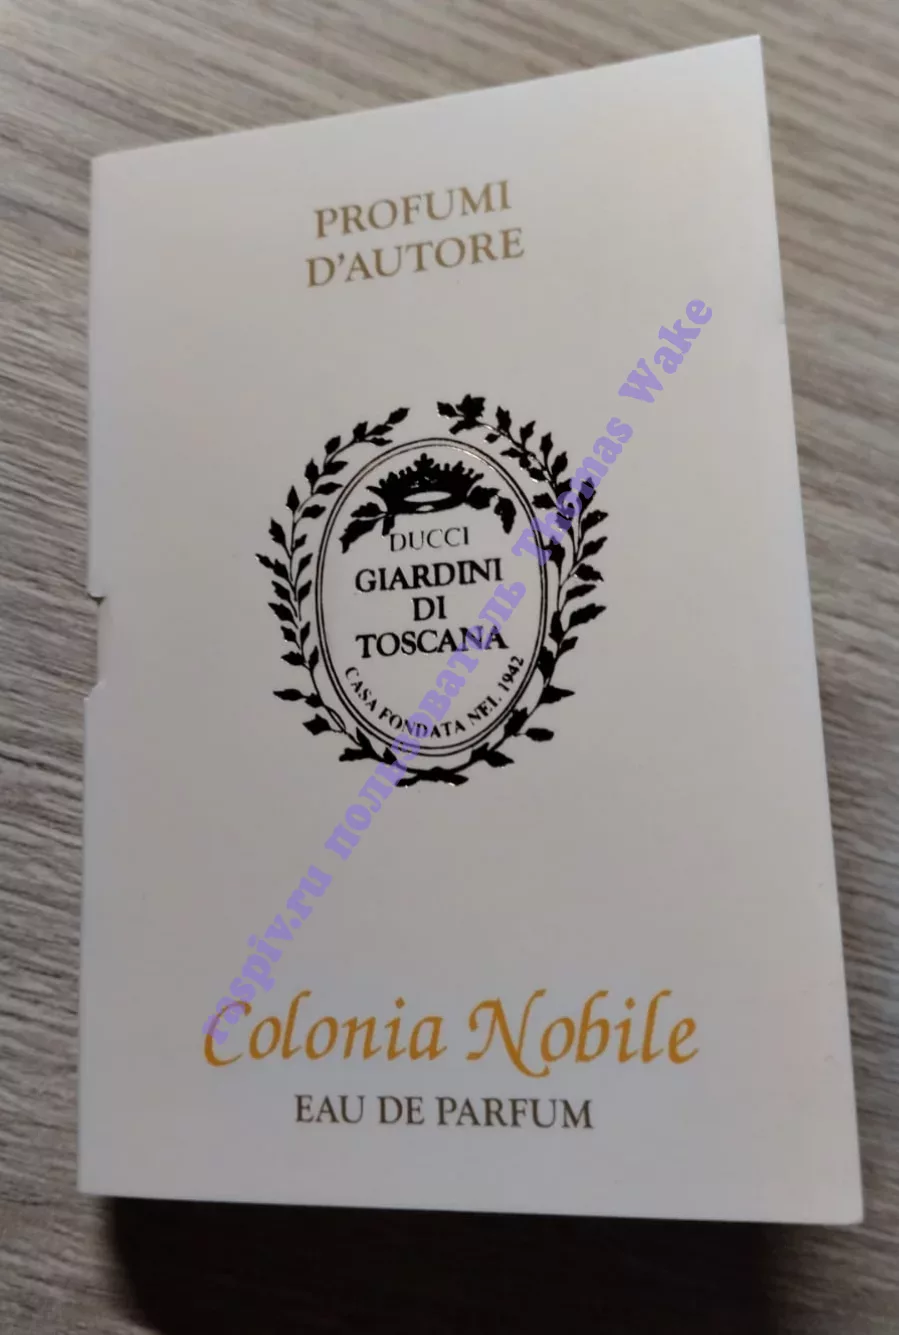 PROFUMI
D'AUTORE
DUCCI
GIARDINI
DI
TOSCANA
CASA FONDATA NEL 1942
raspiv.ru пользователь Thomas Wake
Colonia Nobile
EAU DE PARFUM